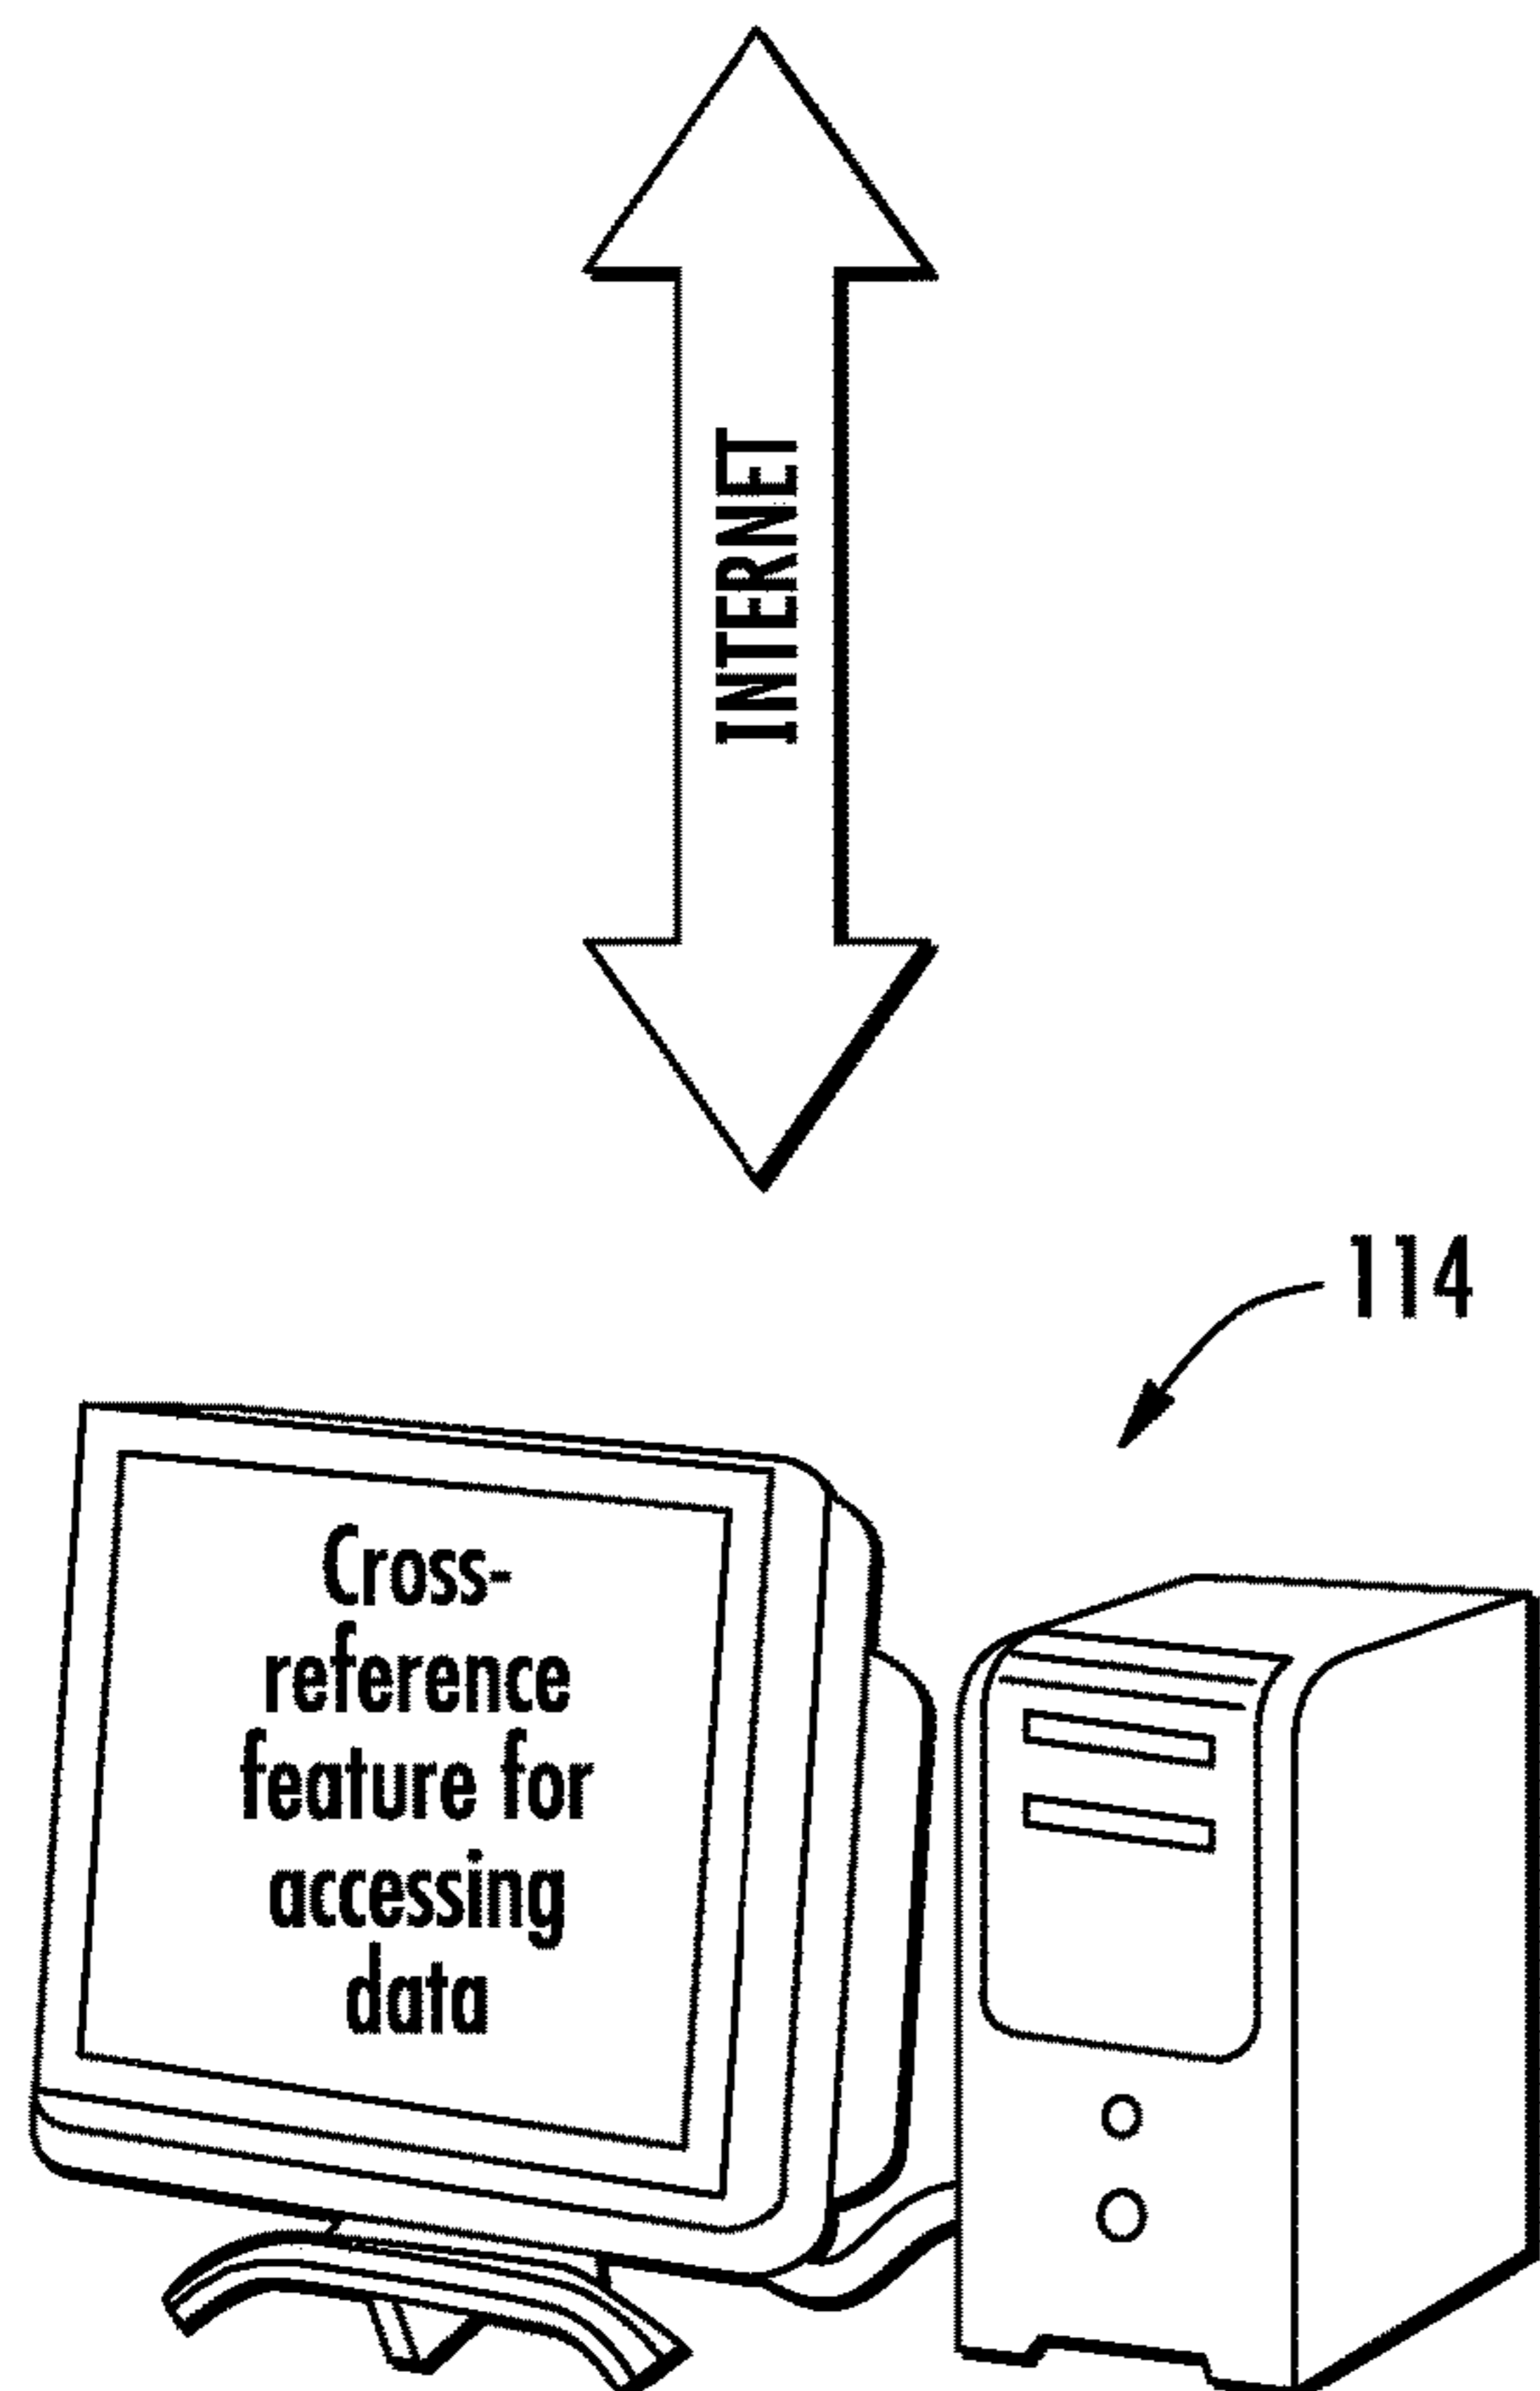 INTERNET
114
Cross-
reference
feature for
accessing
data